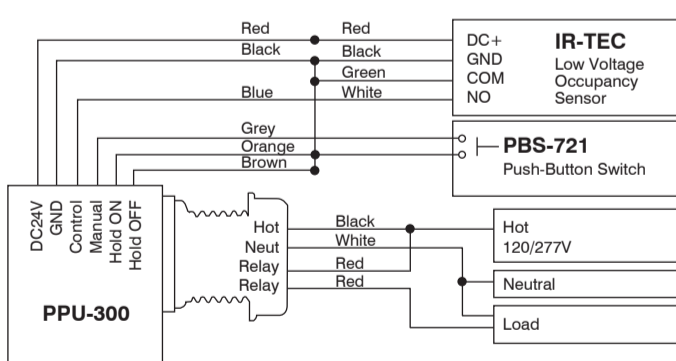 Red Red
Black Black
Green
Blue White
Grey
Orange
Brown
DC+ IR-TEC
GND Low Voltage
COM Occupancy
NO Sensor
PBS-721
Push-Button Switch
DC24V
GND
Control
Manual
Hold ON
Hold OFF
PPU-300
Hot Black
Neut White
Relay Red
Relay Red
Hot
120/277V
Neutral
Load